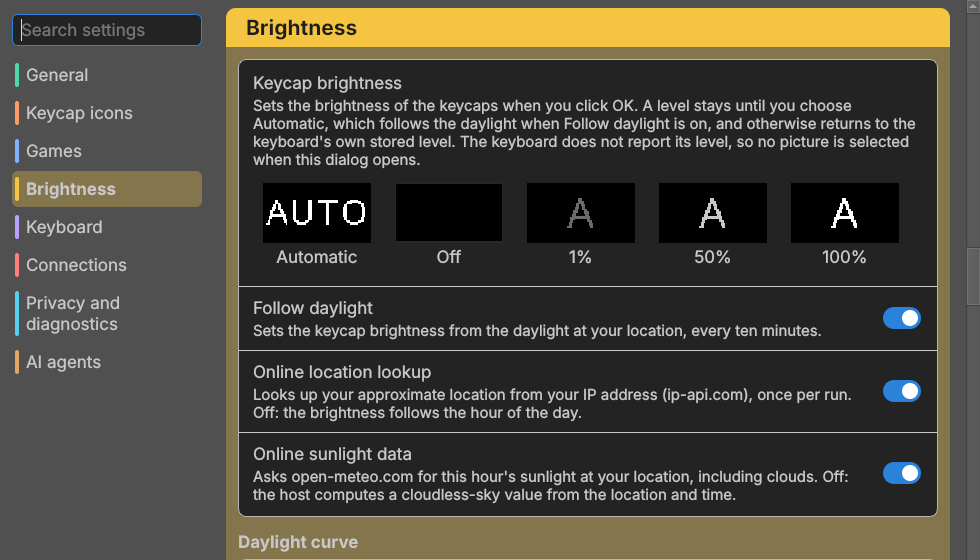 Search settings
General
Keycap icons
Games
Brightness
Keyboard
Connections
Privacy and
diagnostics
AI agents
Brightness
Keycap brightness
Sets the brightness of the keycaps when you click OK. A level stays until you choose
Automatic, which follows the daylight when Follow daylight is on, and otherwise returns to the
keyboard's own stored level. The keyboard does not report its level, so no picture is selected
when this dialog opens.
AUTO
A
A
A
Automatic
Off
1%
50%
100%
Follow daylight
Sets the keycap brightness from the daylight at your location, every ten minutes.
Online location lookup
Looks up your approximate location from your IP address (ip-api.com), once per run.
Off: the brightness follows the hour of the day.
Online sunlight data
Asks open-meteo.com for this hour's sunlight at your location, including clouds. Off:
the host computes a cloudless-sky value from the location and time.
Daylight curve